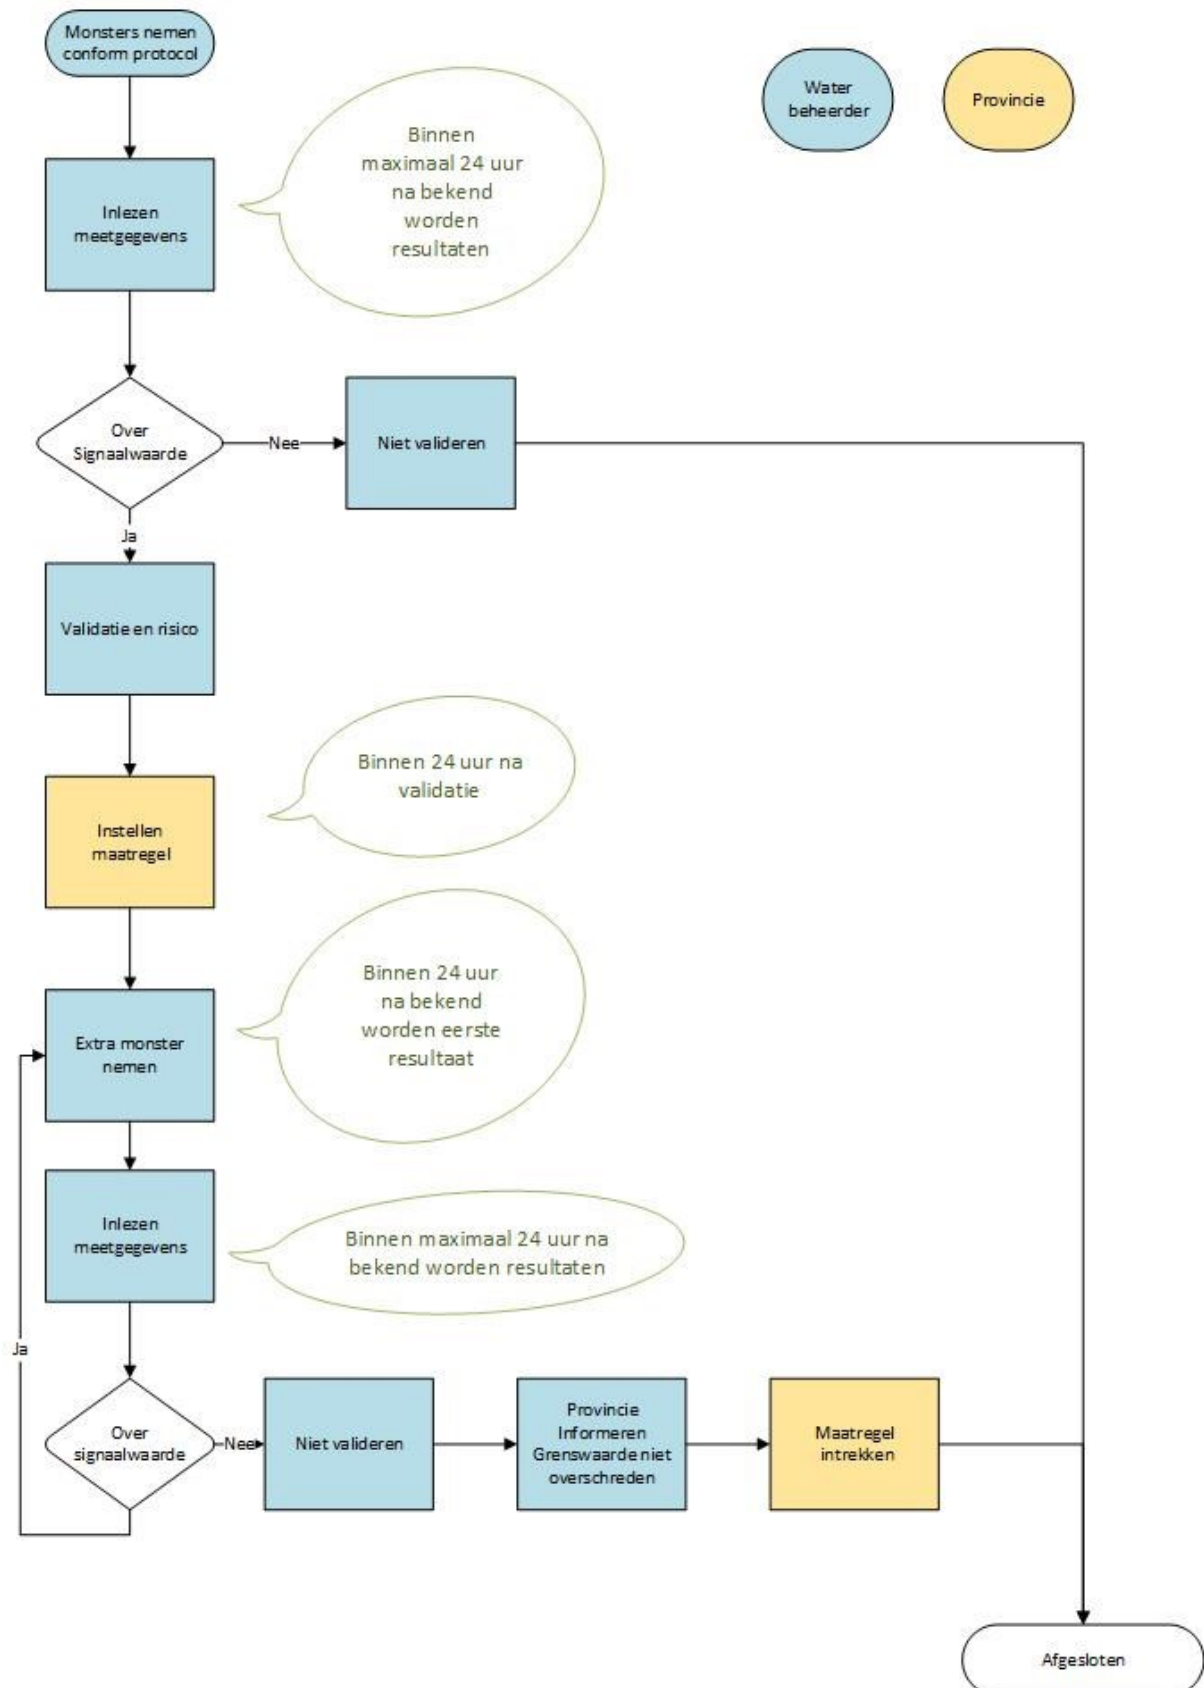 Monsters nemen
conform protocol
Water
beheerder
Provincie
Binnen
maximaal 24 uur
na bekend
worden
resultaten
Inlezen
meetgegevens
Over
Signaalwaarde
Nee
Niet valideren
Ja
Validatie en risico
Binnen 24 uur na
validatie
Instellen
maatregel
Binnen 24 uur
na bekend
worden eerste
resultaat
Extra monster
nemen
Inlezen
meetgegevens
Binnen maximaal 24 uur na
bekend worden resultaten
Ja
Over
signaalwaarde
Nee
Niet valideren
Provincie
Informeren
Grenswaarde niet
overschreden
Maatregel
intrekken
Afgesloten